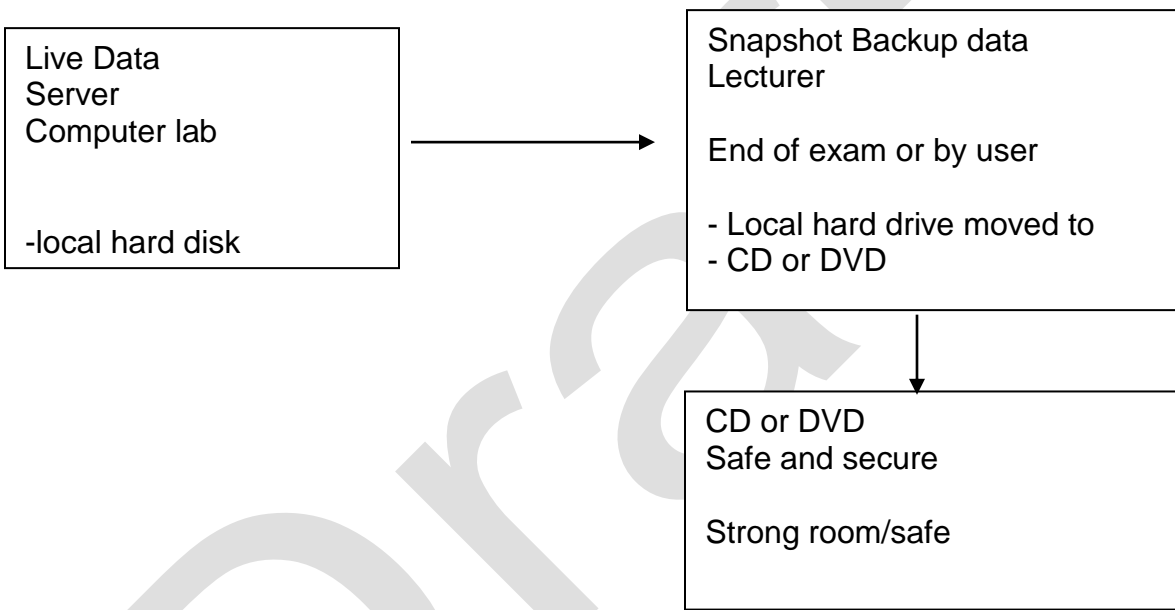 Live Data
Server
Computer lab
-local hard disk
Snapshot Backup data
Lecturer
End of exam or by user
- Local hard drive moved to
- CD or DVD
CD or DVD
Safe and secure
Strong room/safe